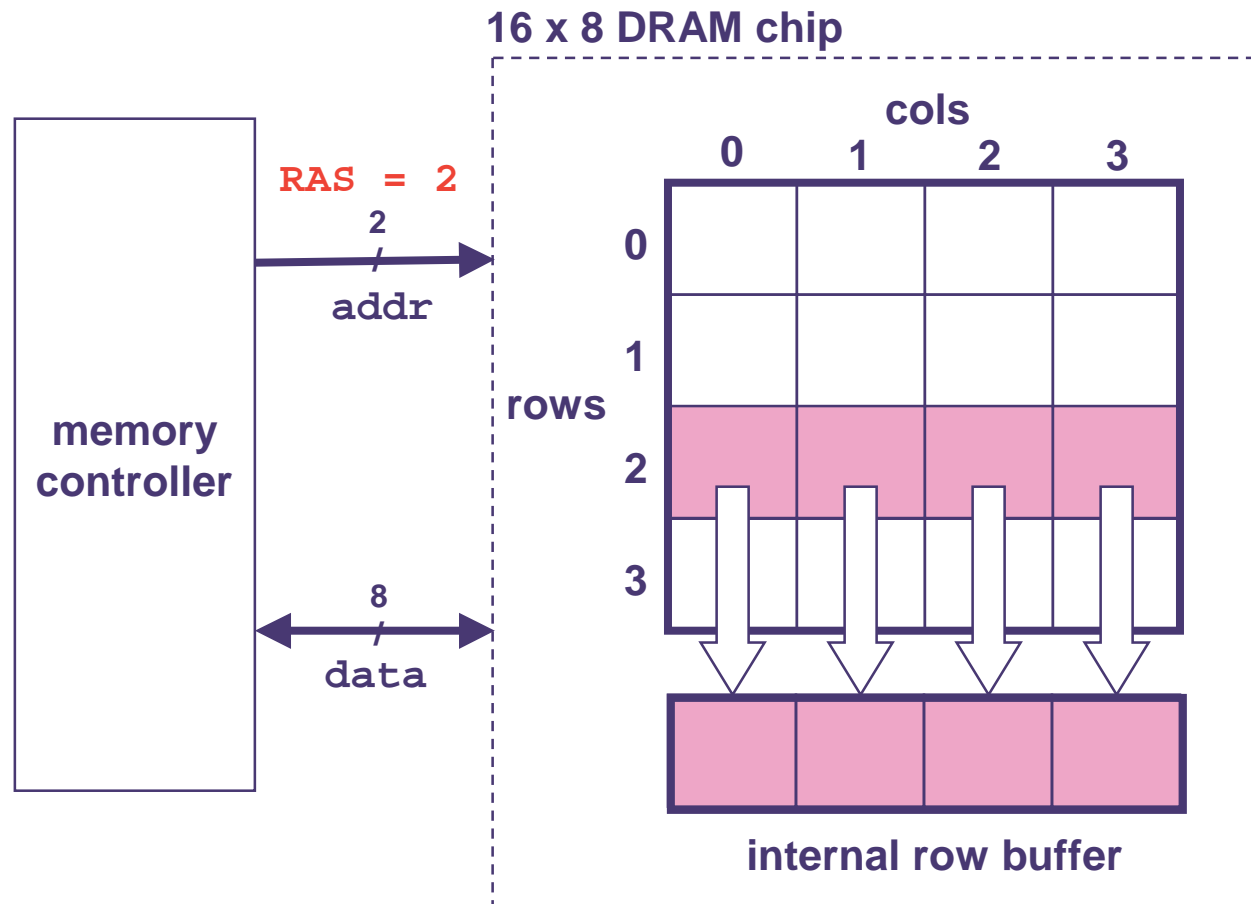 16 x 8 DRAM chip
cols
0 1 2 3
RAS = 2
2
/
addr
0
1
rows
2
3
memory
controller
8
/
data
internal row buffer